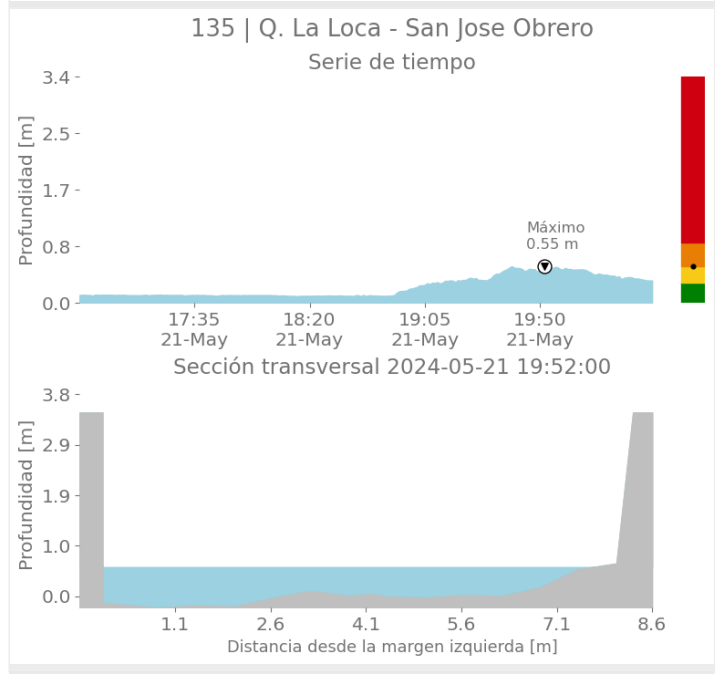 135 | Q. La Loca - San Jose Obrero
Serie de tiempo
3.4
2.5
1.7
0.8
0.0
Profundidad [m]
Máximo
0.55 m
17:35 18:20 19:05 19:50
21-May 21-May 21-May 21-May
Sección transversal 2024-05-21 19:52:00
3.8
2.9
1.9
1.0
0.0
Profundidad [m]
1.1 2.6 4.1 5.6 7.1 8.6
Distancia desde la margen izquierda [m]